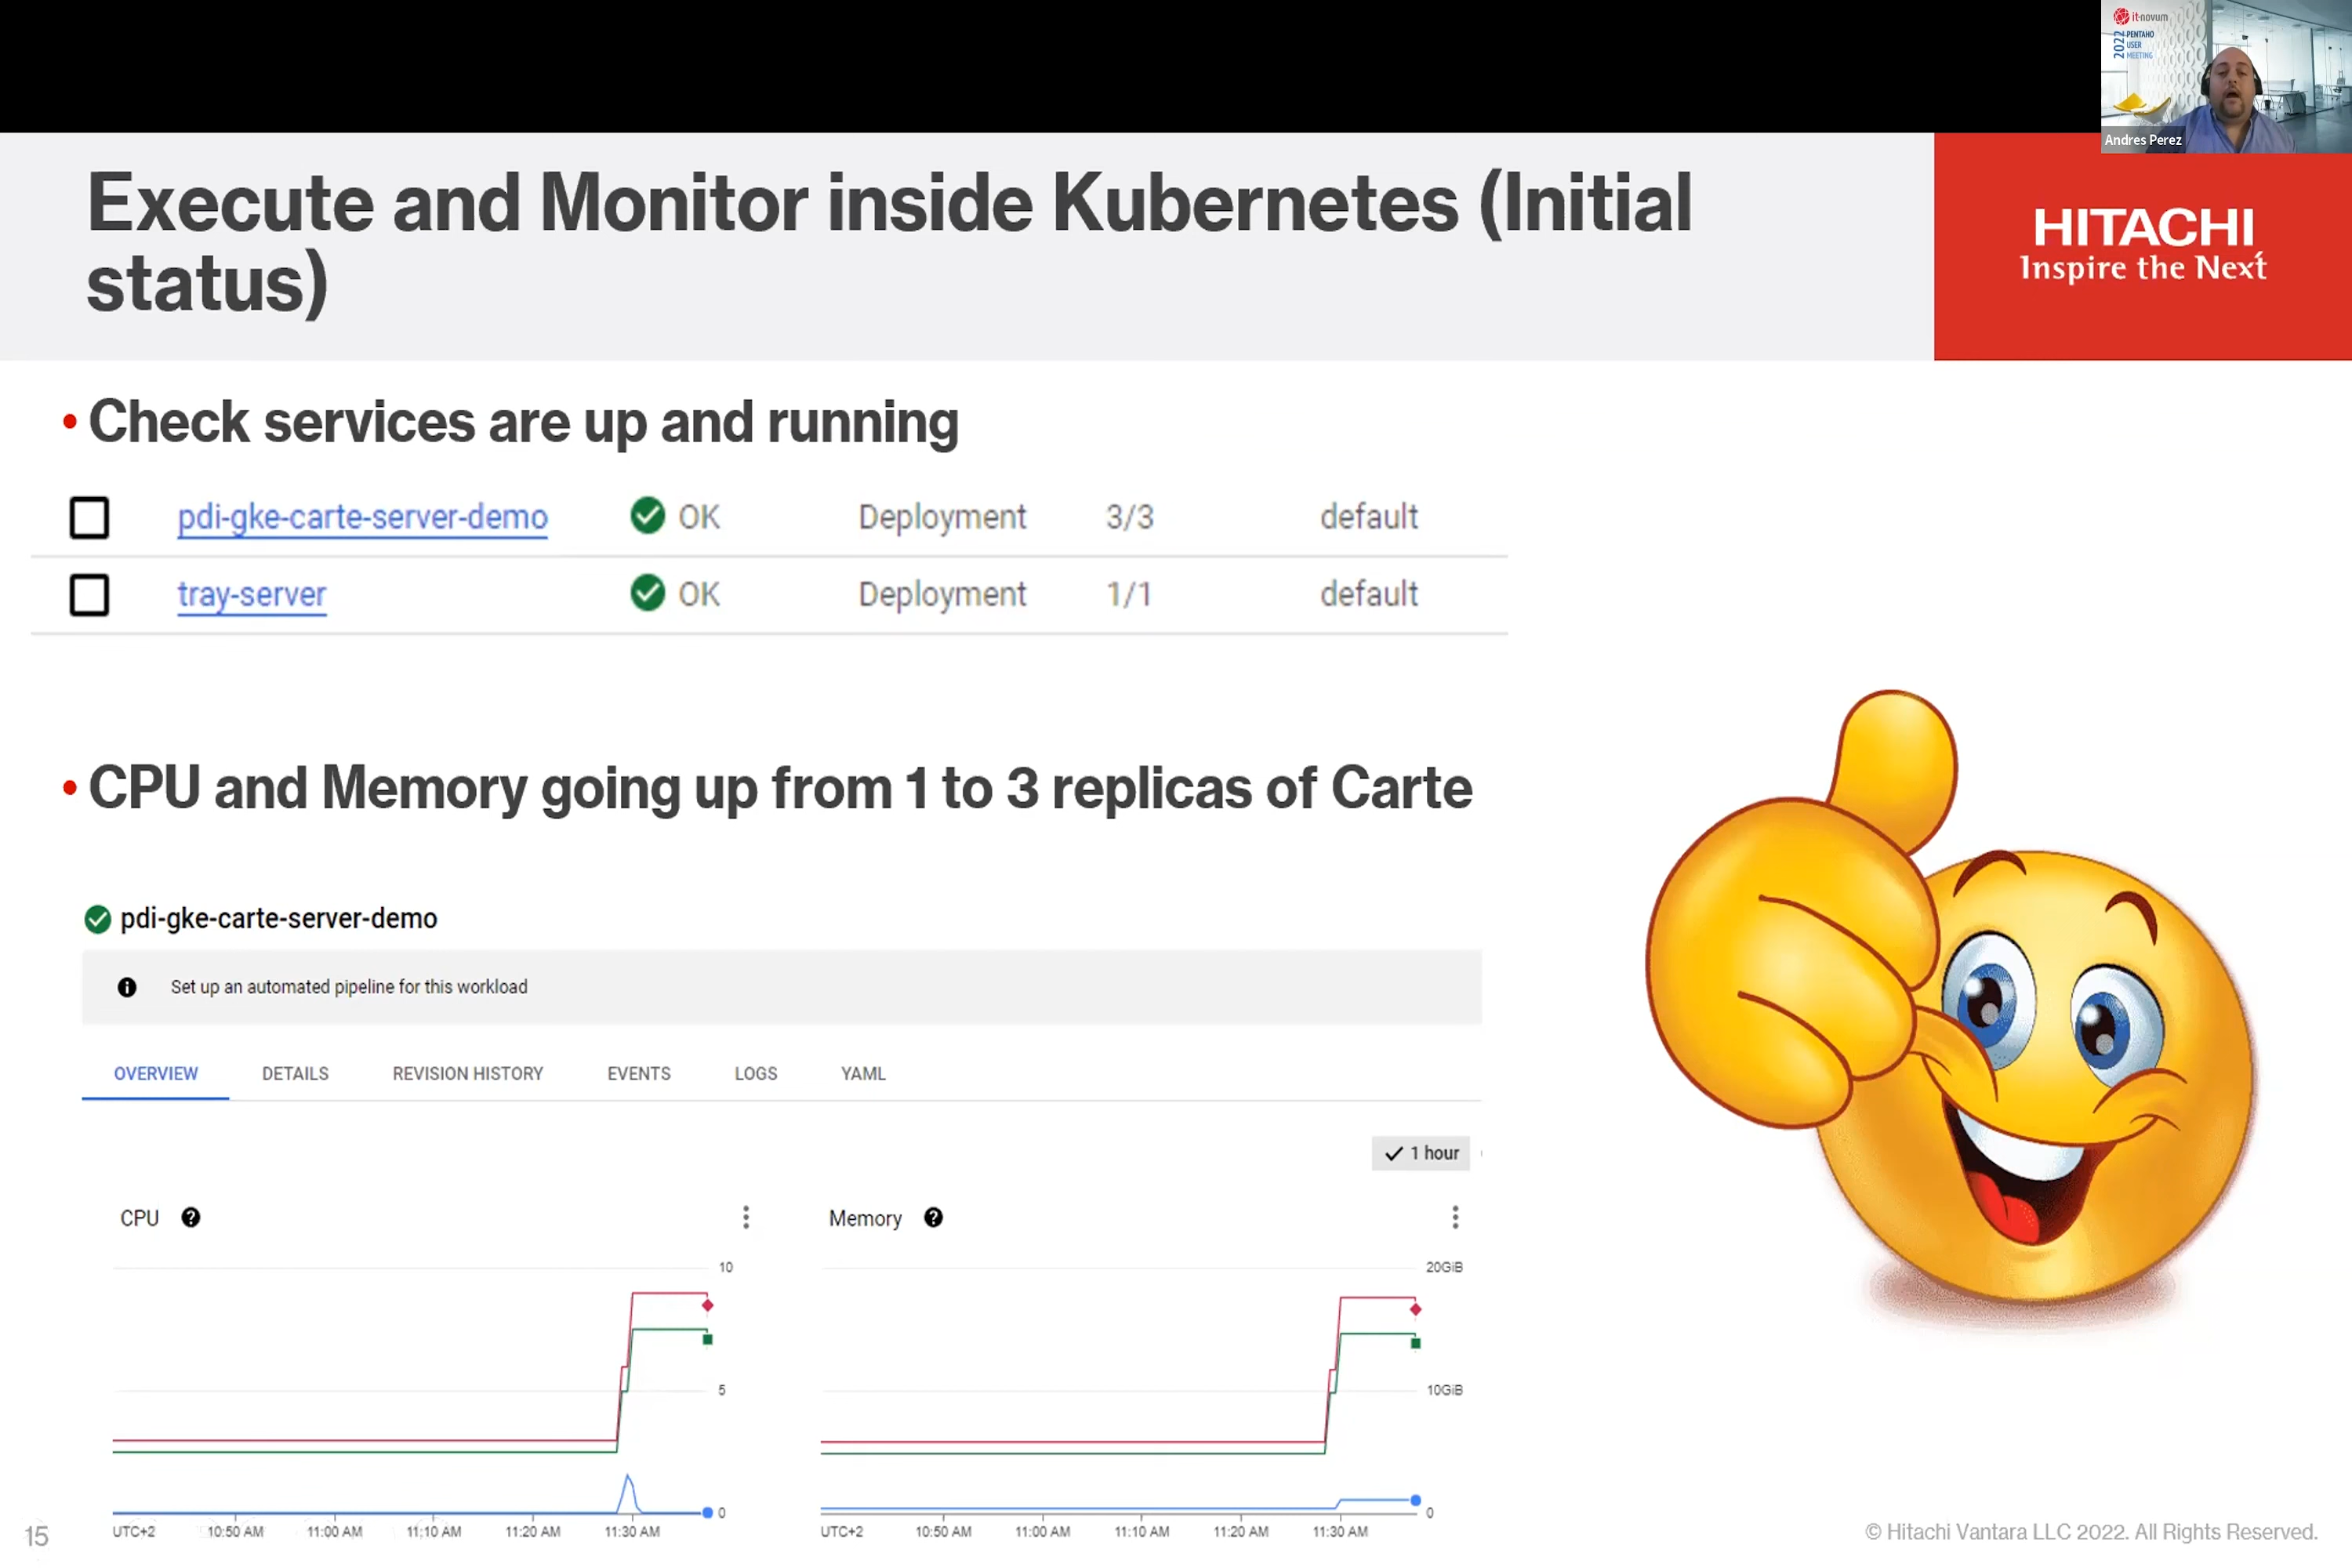 it-novum
2022 PENTAHO
USER
MEETING
Andres Perez
Execute and Monitor inside Kubernetes (Initial
status)
HITACHI
Inspire the Next
• Check services are up and running
pdi-gke-carte-server-demo OK Deployment 3/3 default
tray-server OK Deployment 1/1 default
• CPU and Memory going up from 1 to 3 replicas of Carte
pdi-gke-carte-server-demo
Set up an automated pipeline for this workload
OVERVIEW DETAILS REVISION HISTORY EVENTS LOGS YAML
1 hour
CPU
10
5
0
UTC+2 10:50 AM 11:00 AM 11:10 AM 11:20 AM 11:30 AM
Memory
20GiB
10GiB
0
UTC+2 10:50 AM 11:00 AM 11:10 AM 11:20 AM 11:30 AM
15
© Hitachi Vantara LLC 2022. All Rights Reserved.